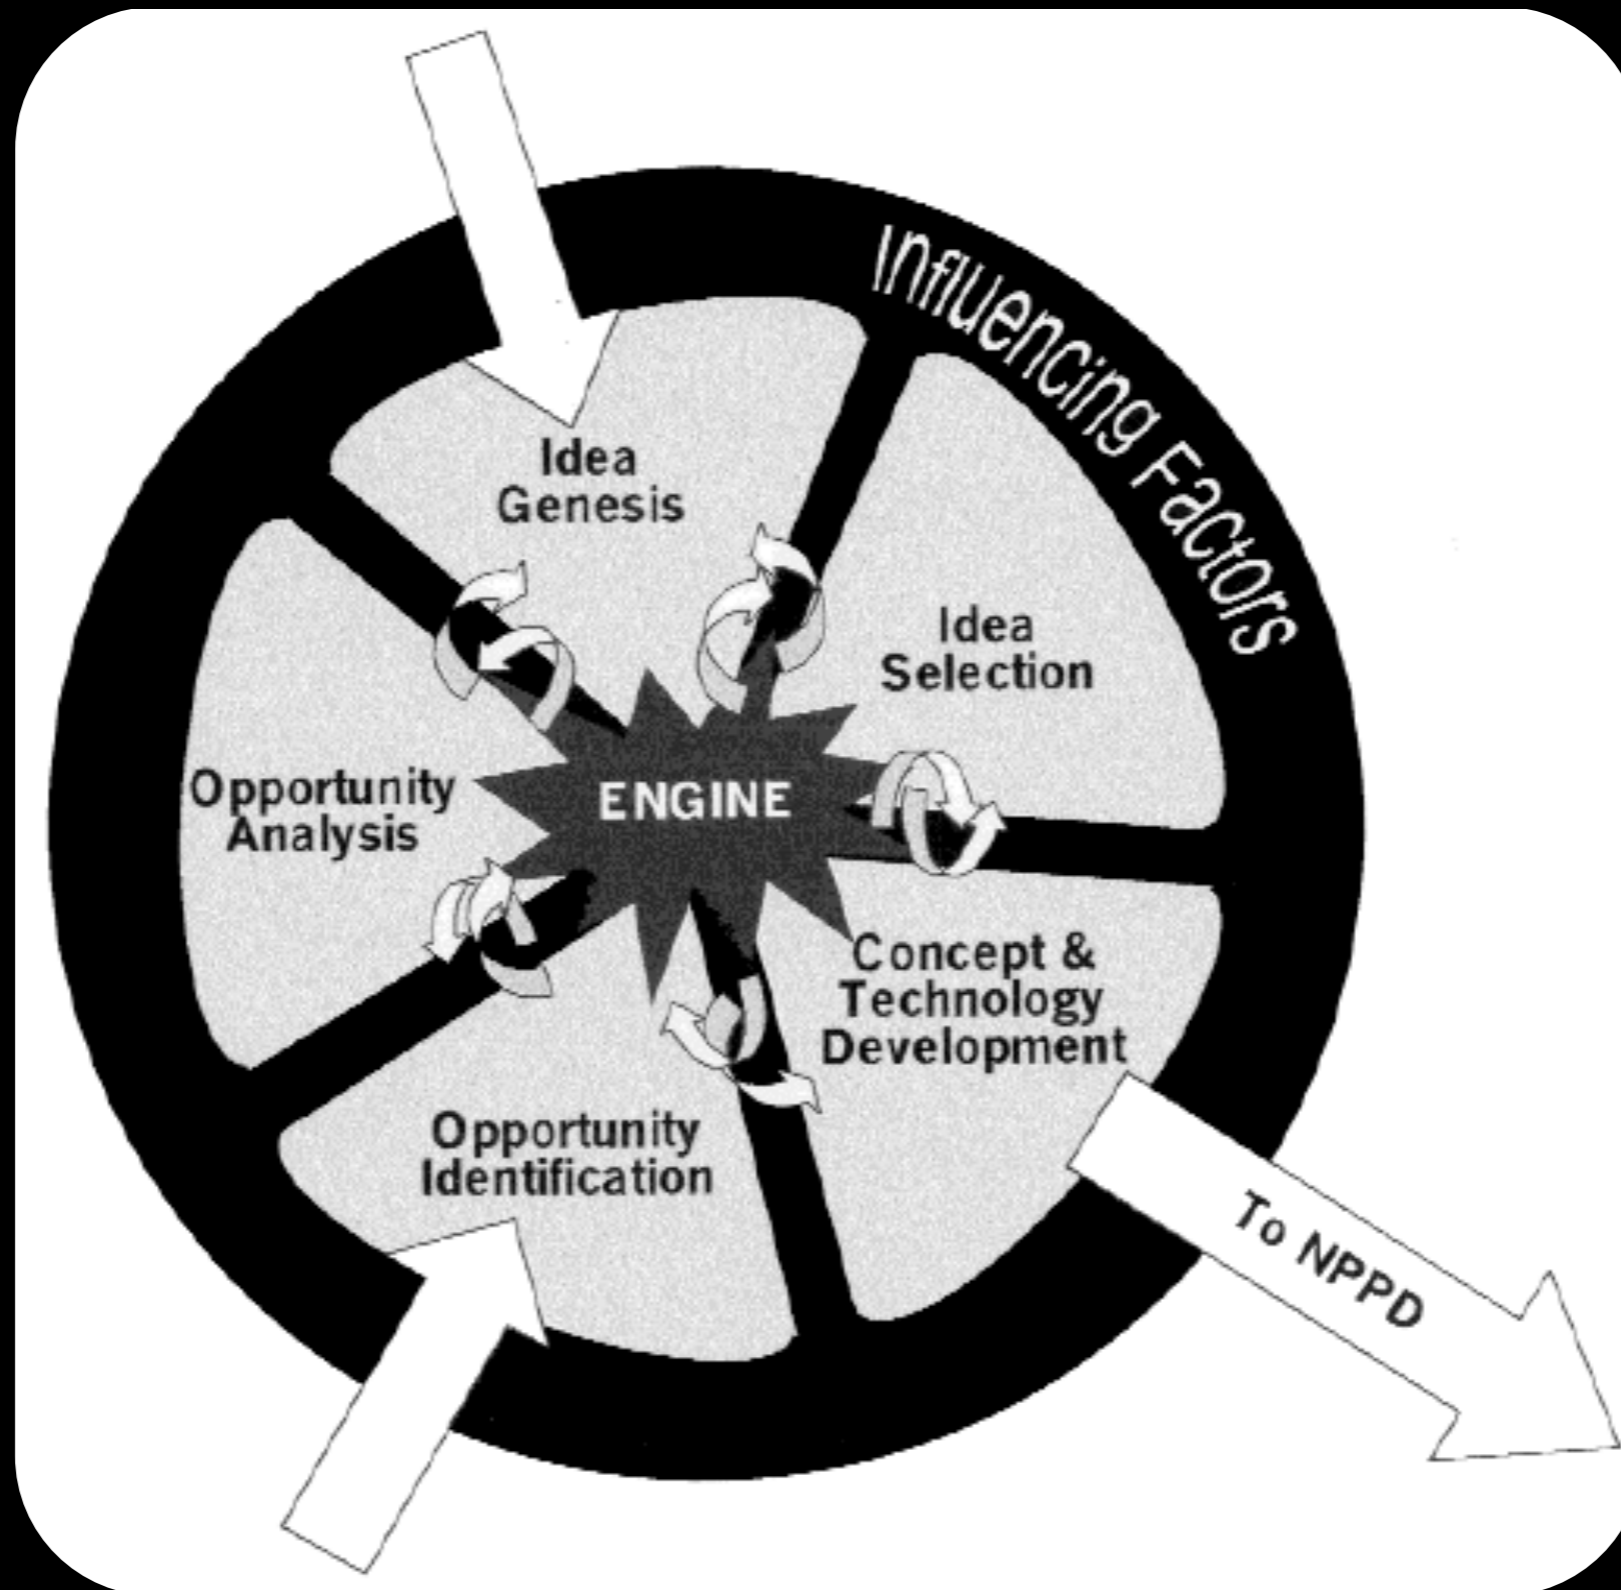 Influencing Factors
Idea
Genesis
Idea
Selection
Opportunity
Analysis
ENGINE
Concept &
Technology
Development
Opportunity
Identification
To NPPD